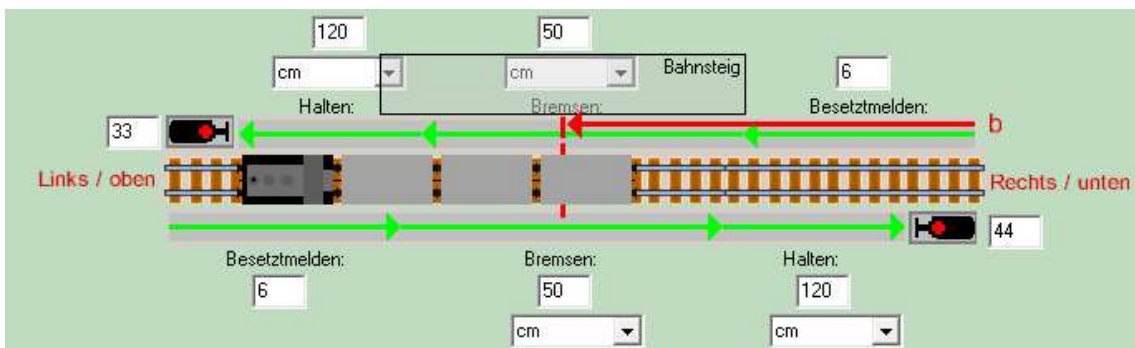 120 50
cm cm Bahnsteig 6
Halten: Bremsen: Besetztmelden:
33 b
Links / oben Rechts / unten
44
Besetztmelden: Bremsen: Halten:
6 50 120
cm cm